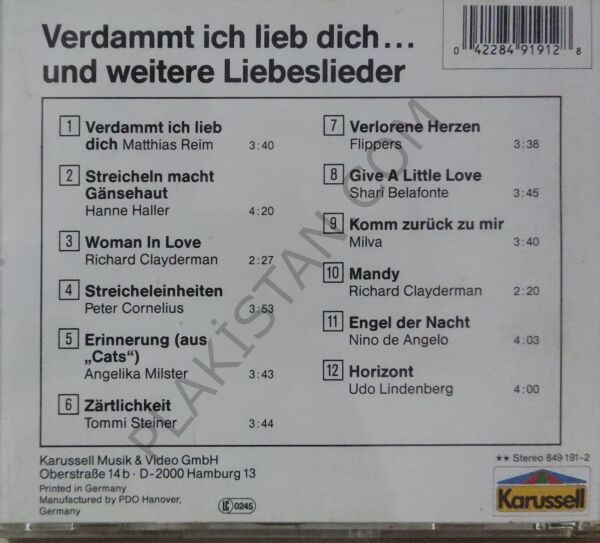 Verdammt ich lieb dich...
und weitere Liebeslieder
0 42284 91912 8
1 Verdammt ich lieb
dich Matthias Reim 3:40
2 Streicheln macht
Gänsehaut
Hanne Haller 4:20
3 Woman In Love
Richard Clayderman 2:27
4 Streicheleinheiten
Peter Cornelius 3:53
5 Erinnerung (aus
„Cats“)
Angelika Milster 3:43
6 Zärtlichkeit
Tommi Steiner 3:44
7 Verlorene Herzen
Flippers 3:38
8 Give A Little Love
Shari Belafonte 3:45
9 Komm zurück zu mir
Milva 3:40
10 Mandy
Richard Clayderman 2:20
11 Engel der Nacht
Nino de Angelo 4:03
12 Horizont
Udo Lindenberg 4:00
PLAKİSTAN.COM
Karussell Musik & Video GmbH
Oberstraße 14b · D-2000 Hamburg 13
Printed in Germany
Manufactured by PDO Hanover,
Germany
LC 0245
★★ Stereo 849 191-2
Karussell